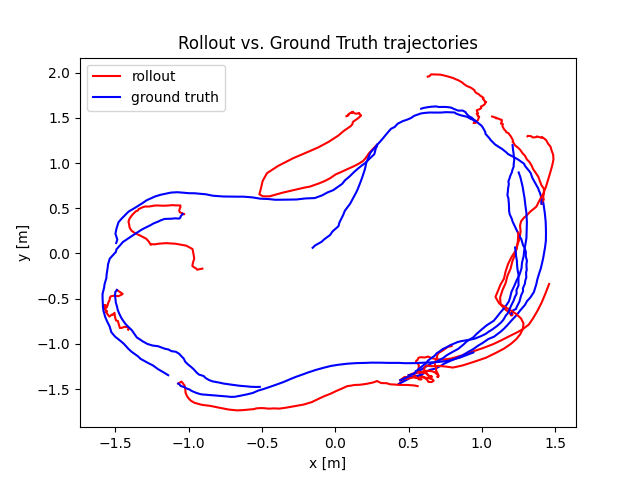 Rollout vs. Ground Truth trajectories
rollout
ground truth
2.0
1.5
1.0
0.5
0.0
−0.5
−1.0
−1.5
y [m]
−1.5 −1.0 −0.5 0.0 0.5 1.0 1.5
x [m]